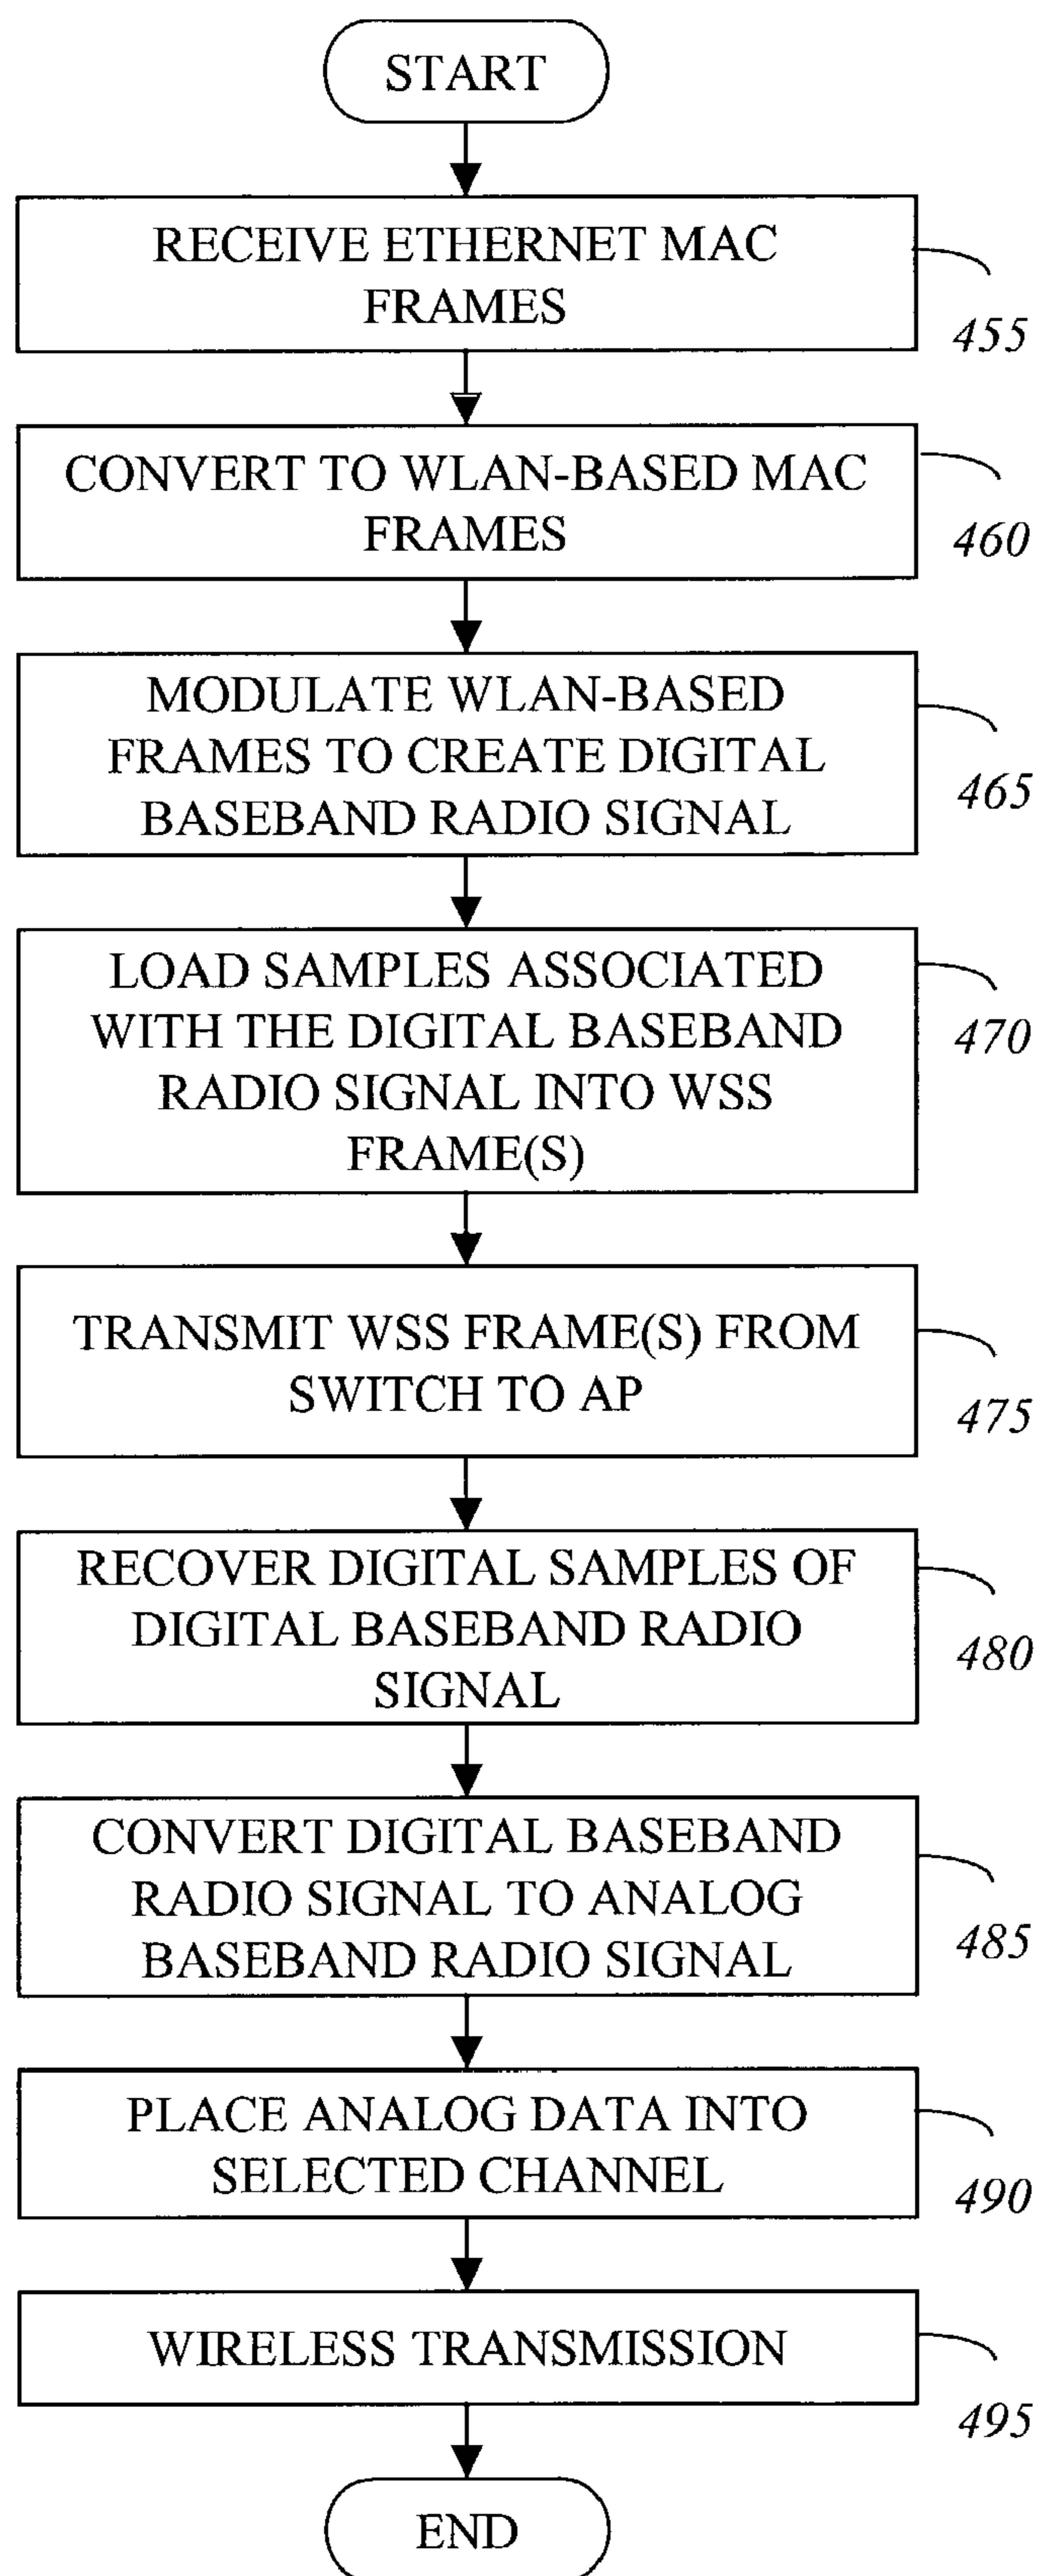 START
RECEIVE ETHERNET MAC
FRAMES
455
CONVERT TO WLAN-BASED MAC
FRAMES
460
MODULATE WLAN-BASED
FRAMES TO CREATE DIGITAL
BASEBAND RADIO SIGNAL
465
LOAD SAMPLES ASSOCIATED
WITH THE DIGITAL BASEBAND
RADIO SIGNAL INTO WSS
FRAME(S)
470
TRANSMIT WSS FRAME(S) FROM
SWITCH TO AP
475
RECOVER DIGITAL SAMPLES OF
DIGITAL BASEBAND RADIO
SIGNAL
480
CONVERT DIGITAL BASEBAND
RADIO SIGNAL TO ANALOG
BASEBAND RADIO SIGNAL
485
PLACE ANALOG DATA INTO
SELECTED CHANNEL
490
WIRELESS TRANSMISSION
495
END